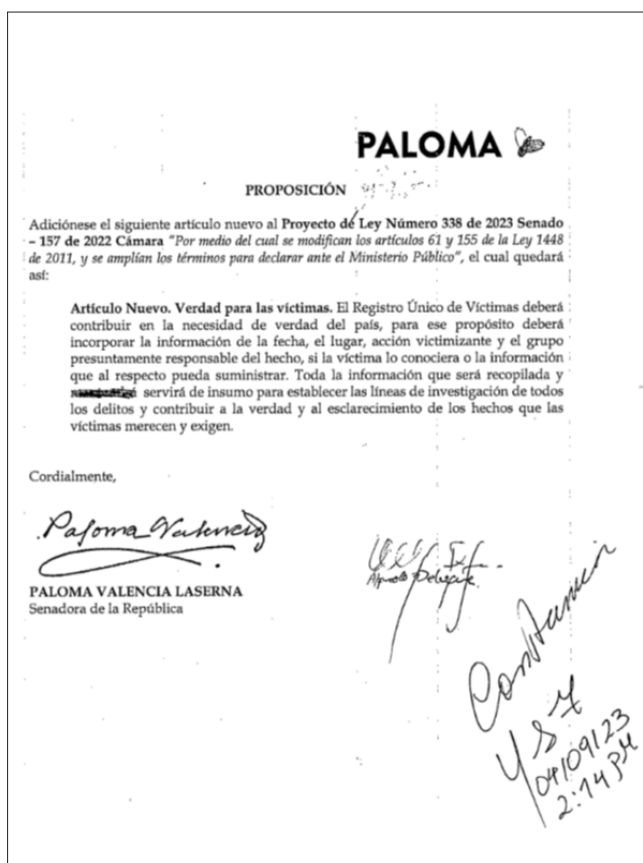 PALOMA
PROPOSICIÓN
Adiciónese el siguiente artículo nuevo al Proyecto de Ley Número 338 de 2023 Senado
– 157 de 2022 Cámara "Por medio del cual se modifican los artículos 61 y 155 de la Ley 1448
de 2011, y se amplían los términos para declarar ante el Ministerio Público", el cual quedará
así:
Artículo Nuevo. Verdad para las víctimas. El Registro Único de Víctimas deberá
contribuir en la necesidad de verdad del país, para ese propósito deberá
incorporar la información de la fecha, el lugar, acción victimizante y el grupo
presuntamente responsable del hecho, si la víctima lo conociera o la información
que al respecto pueda suministrar. Toda la información que será recopilada y
servirá de insumo para establecer las líneas de investigación de todos
los delitos y contribuir a la verdad y al esclarecimiento de los hechos que las
víctimas merecen y exigen.
Cordialmente,
Paloma Valencia
PALOMA VALENCIA LASERNA
Senadora de la República
04/09/23
2:14 PM